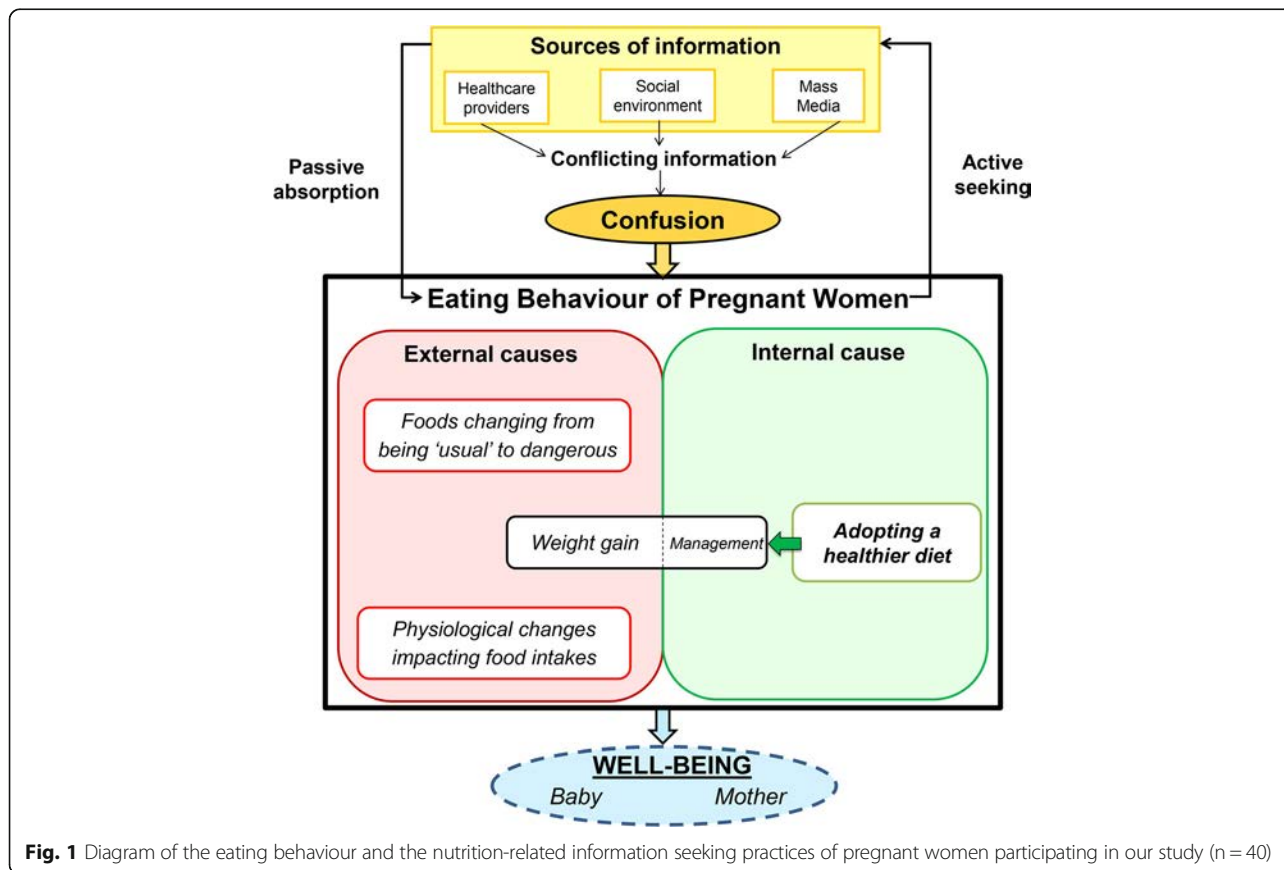 Sources of information
Healthcare
providers
Social
environment
Mass
Media
Conflicting information
Passive
absorption
Active
seeking
Confusion
Eating Behaviour of Pregnant Women
External causes
Internal cause
Foods changing from
being ‘usual’ to dangerous
Weight gain
Management
Adopting a
healthier diet
Physiological changes
impacting food intakes
WELL-BEING
Baby
Mother
Fig. 1 Diagram of the eating behaviour and the nutrition-related information seeking practices of pregnant women participating in our study (n = 40)